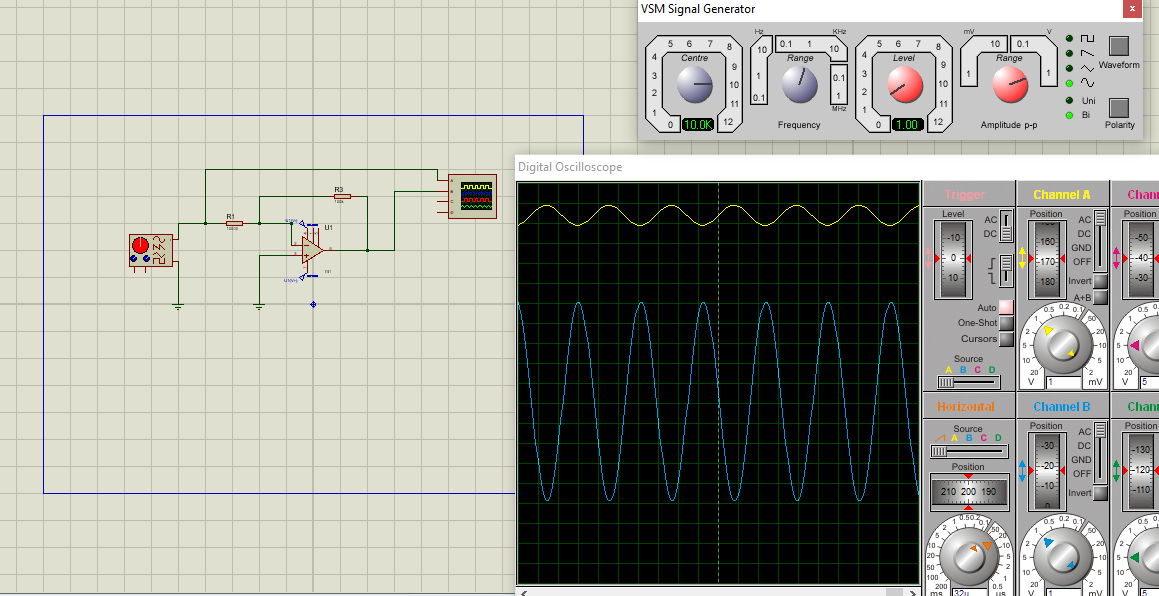 VSM Signal Generator
x
Centre
0 1 2 3 4 5 6 7 8 9 10 11 12
10.0K
Hz KHz
0.1 1 10 0.1 1 10 0.1 1
MHz
Range
Frequency
Level
0 1 2 3 4 5 6 7 8 9 10 11 12
1.00
mV V
1 10 0.1 1
Range
Amplitude p-p
Waveform
Uni
Bi
Polarity
R1
R3
100k
U1
A
B
C
D
Digital Oscilloscope
Trigger
Level
-10
0
10
AC
DC
Auto
One-Shot
Cursors
Source
A B C D
Channel A
Position
160
170
180
AC
DC
GND
OFF
Invert
A+B
V 1 mV
Chann
Position
-50
-40
-30
V 5
Horizontal
Source
A B C D
Position
210 200 190
ms 32u us
Channel B
Position
-30
-20
-10
0
AC
DC
GND
OFF
Invert
V 1 mV
Chann
Position
-130
-120
-110
V 5